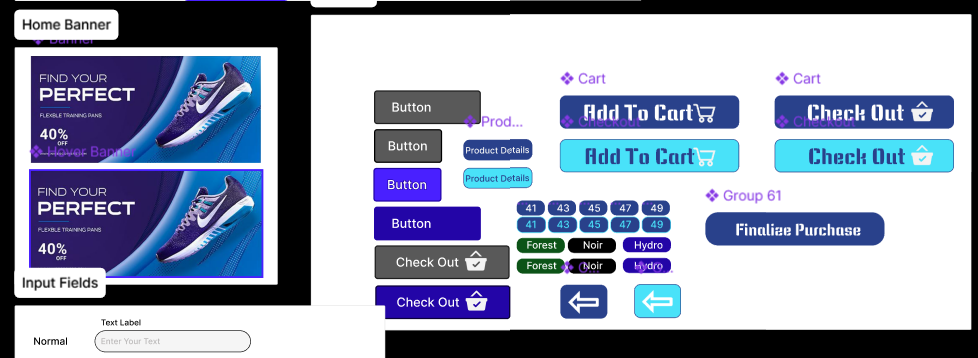 Home Banner
Banner
FIND YOUR
PERFECT
FLEXIBLE TRAINING PANS
40%
OFF
Hover Banner
FIND YOUR
PERFECT
FLEXIBLE TRAINING PANS
40%
OFF
Input Fields
Text Label
Normal
Enter Your Text
Button
Button
Button
Button
Check Out
Check Out
Prod...
Product Details
Product Details
41 43 45 47 49
41 43 45 47 49
Forest Noir Hydro
Forest Noir Hydro
Cart
Add To Cart
Checkout
Add To Cart
Cart
Check Out
Checkout
Check Out
Group 61
Finalize Purchase